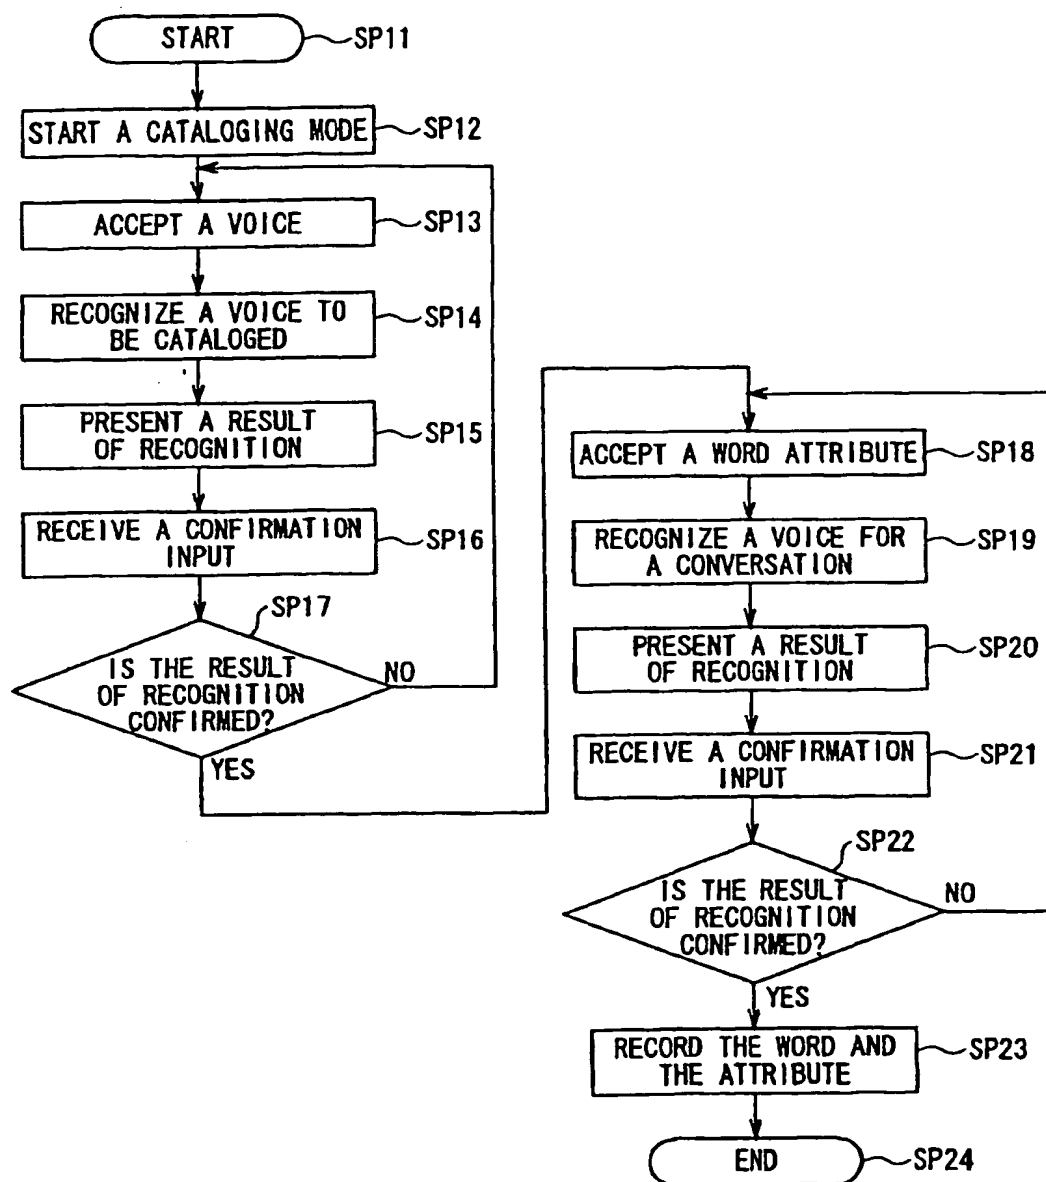 START
SP11
START A CATALOGING MODE
SP12
ACCEPT A VOICE
SP13
RECOGNIZE A VOICE TO
BE CATALOGED
SP14
PRESENT A RESULT
OF RECOGNITION
SP15
RECEIVE A CONFIRMATION
INPUT
SP16
SP17
IS THE RESULT
OF RECOGNITION
CONFIRMED?
NO
YES
ACCEPT A WORD ATTRIBUTE
SP18
RECOGNIZE A VOICE FOR
A CONVERSATION
SP19
PRESENT A RESULT
OF RECOGNITION
SP20
RECEIVE A CONFIRMATION
INPUT
SP21
SP22
IS THE RESULT
OF RECOGNITION
CONFIRMED?
NO
YES
RECORD THE WORD AND
THE ATTRIBUTE
SP23
END
SP24